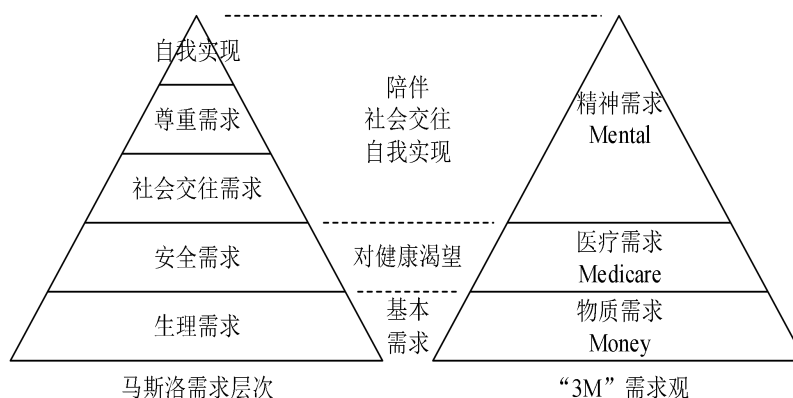 自我实现
尊重需求
社会交往需求
安全需求
生理需求
马斯洛需求层次
陪伴
社会交往
自我实现
对健康渴望
基本
需求
精神需求
Mental
医疗需求
Medicare
物质需求
Money
“3M”需求观